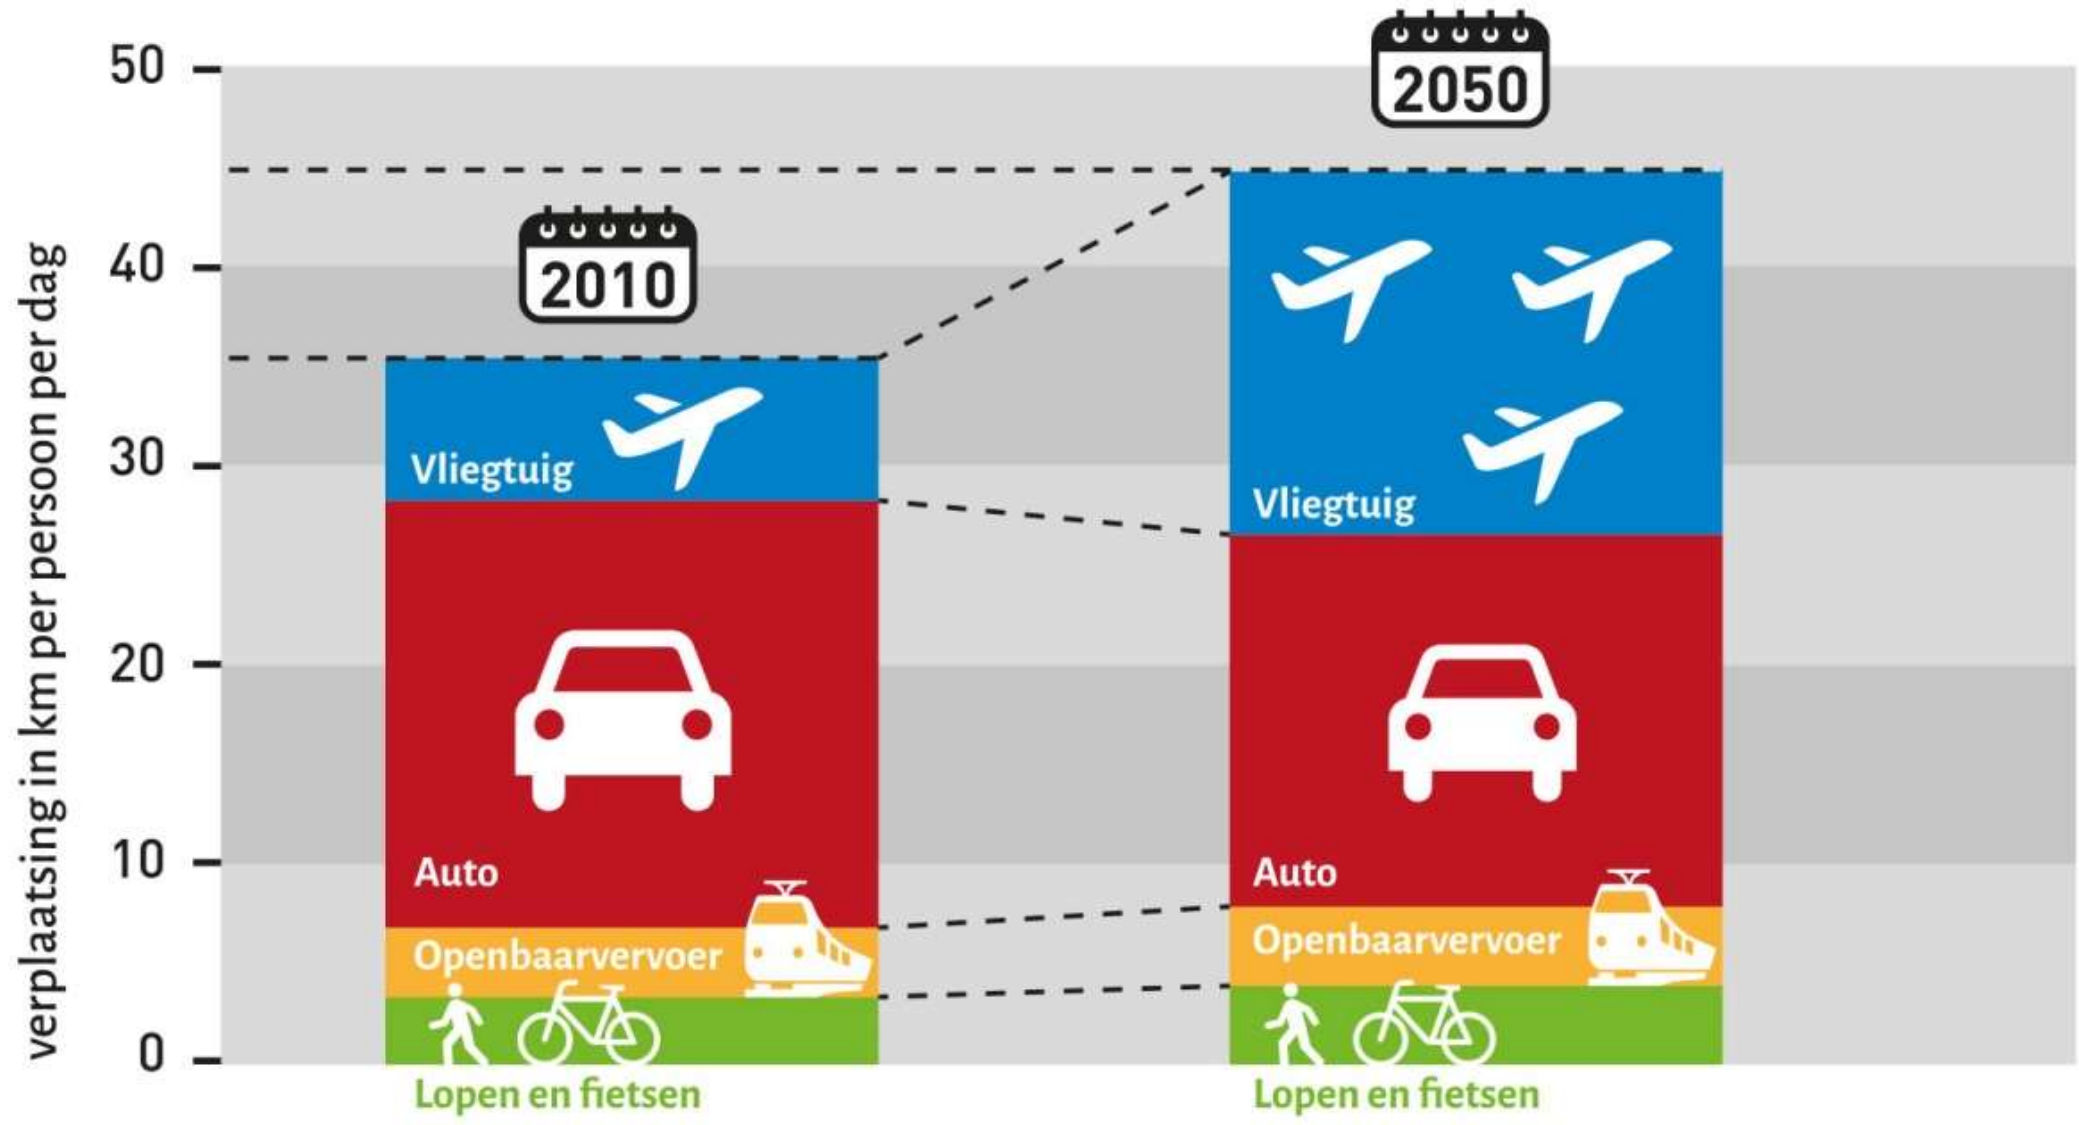 verplaatsing in km per persoon per dag
50
40
30
20
10
0
2010
Vliegtuig
Auto
Openbaarvervoer
Lopen en fietsen
2050
Vliegtuig
Auto
Openbaarvervoer
Lopen en fietsen